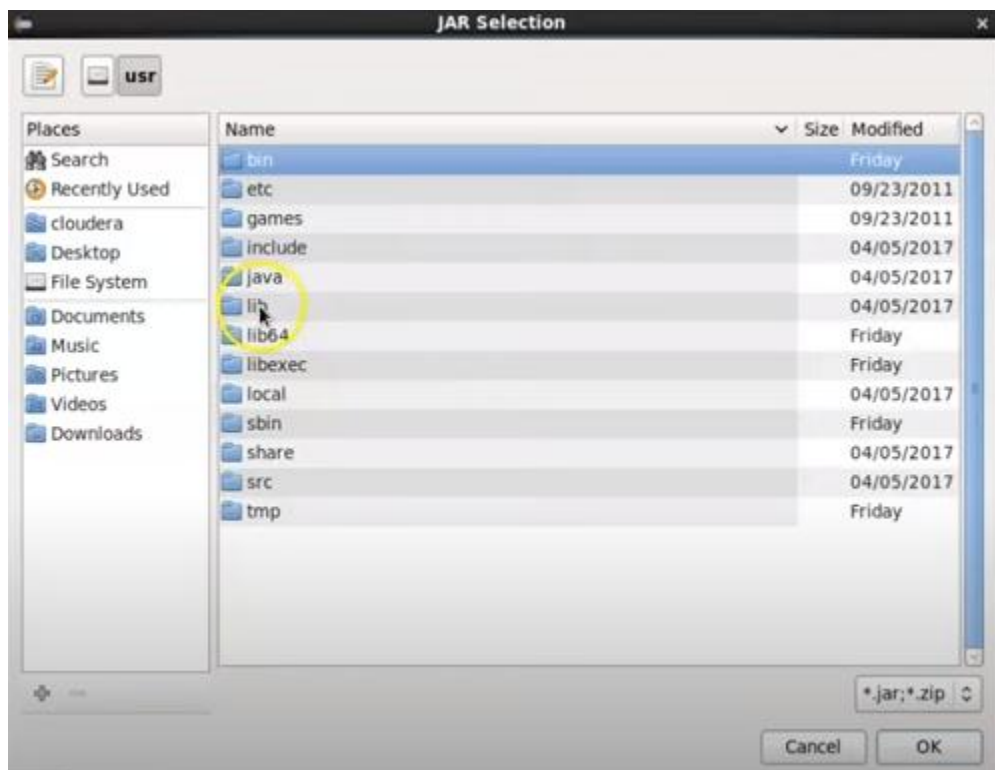 JAR Selection
usr
Places
Search
Recently Used
cloudera
Desktop
File System
Documents
Music
Pictures
Videos
Downloads
Name Size Modified
bin Friday
etc 09/23/2011
games 09/23/2011
include 04/05/2017
java 04/05/2017
lib 04/05/2017
lib64 Friday
libexec Friday
local 04/05/2017
sbin Friday
share 04/05/2017
src 04/05/2017
tmp Friday
*.jar;*.zip
Cancel OK